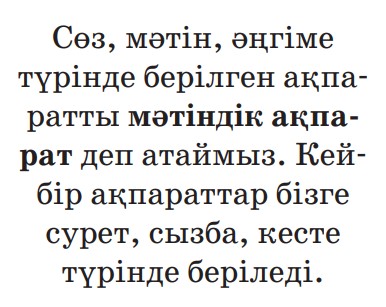 Сөз, мәтін, әңгіме
түрінде берілген ақпа-
ратты мәтіндік ақпа-
рат деп атаймыз. Кей-
бір ақпараттар бізге
сурет, сызба, кесте
түрінде беріледі.